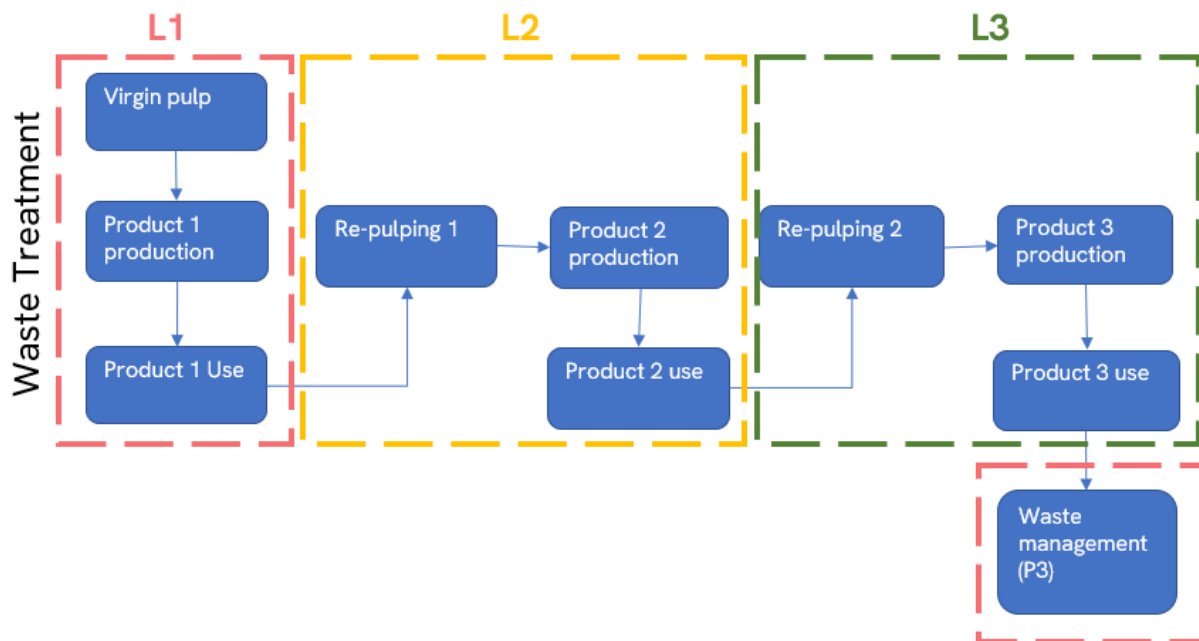 L1
L2
L3
Waste Treatment
Virgin pulp
Product 1
production
Product 1 Use
Re-pulping 1
Product 2
production
Product 2 use
Re-pulping 2
Product 3
production
Product 3 use
Waste
management
(P3)